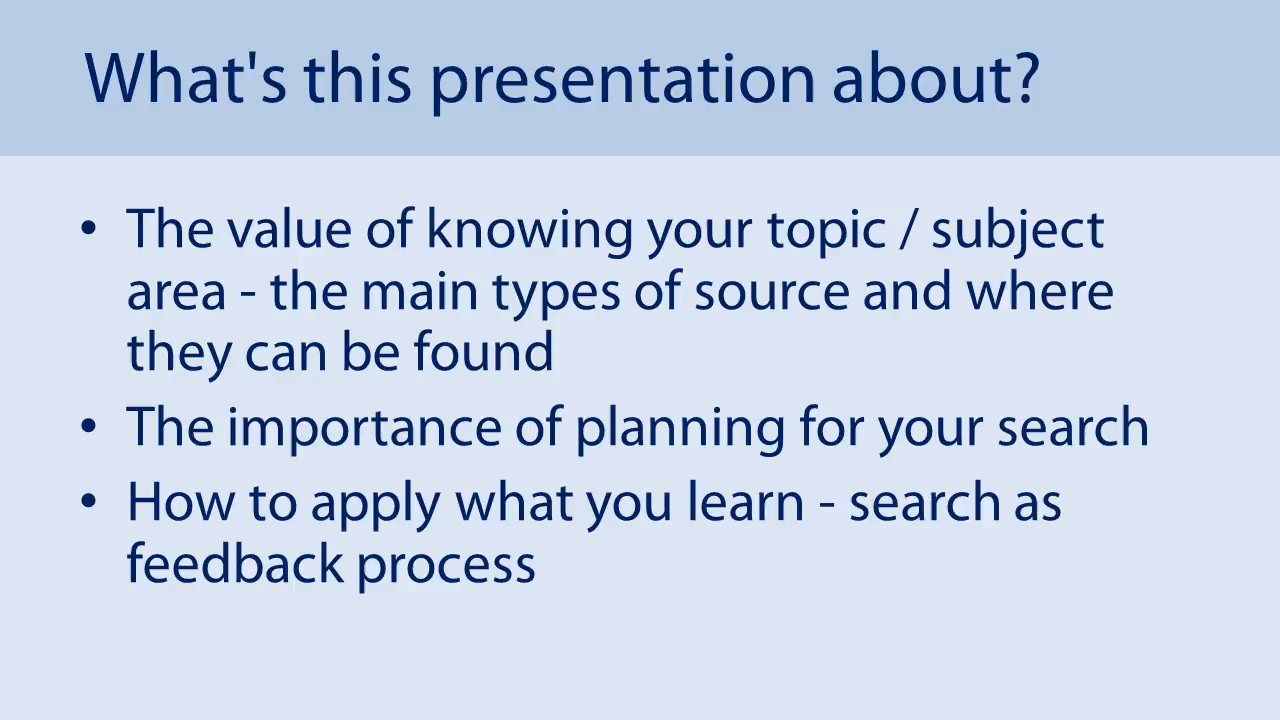 What's this presentation about?
• The value of knowing your topic / subject
area - the main types of source and where
they can be found
• The importance of planning for your search
• How to apply what you learn - search as
feedback process